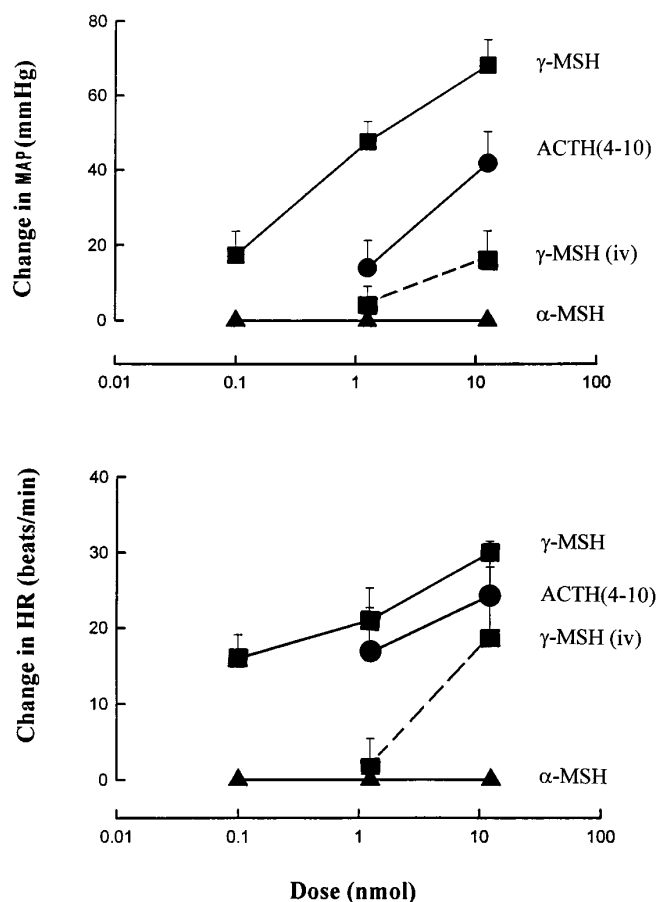 Change in MAP (mmHg)
80
60
40
20
0
γ-MSH
ACTH(4-10)
γ-MSH (iv)
α-MSH
0.01
0.1
1
10
100
Change in HR (beats/min)
40
30
20
10
0
γ-MSH
ACTH(4-10)
γ-MSH (iv)
α-MSH
0.01
0.1
1
10
100
Dose (nmol)